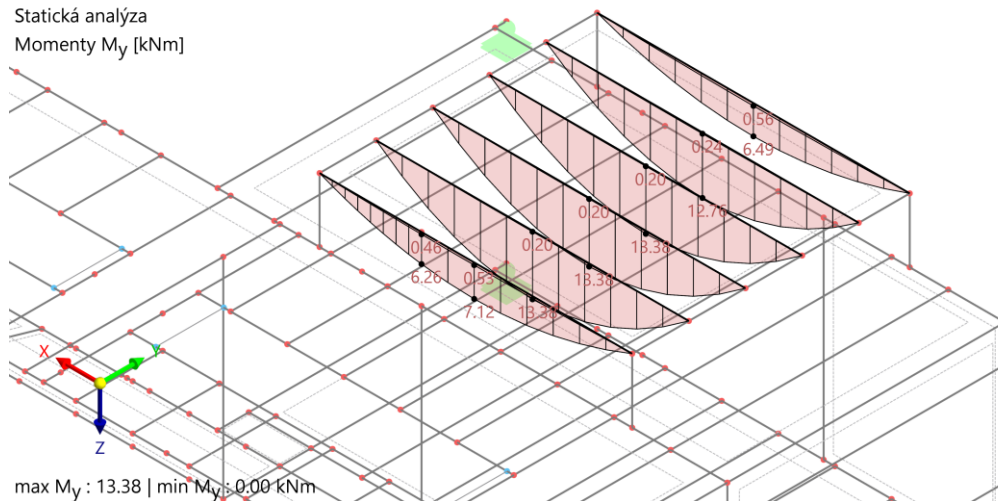 Statická analýza
Momenty My [kNm]
0.56
6.49
0.24
0.20
12.76
0.20
13.38
0.20
13.38
0.46
6.26
0.53
7.12
13.38
X
Y
Z
max My : 13.38 | min My : 0.00 kNm